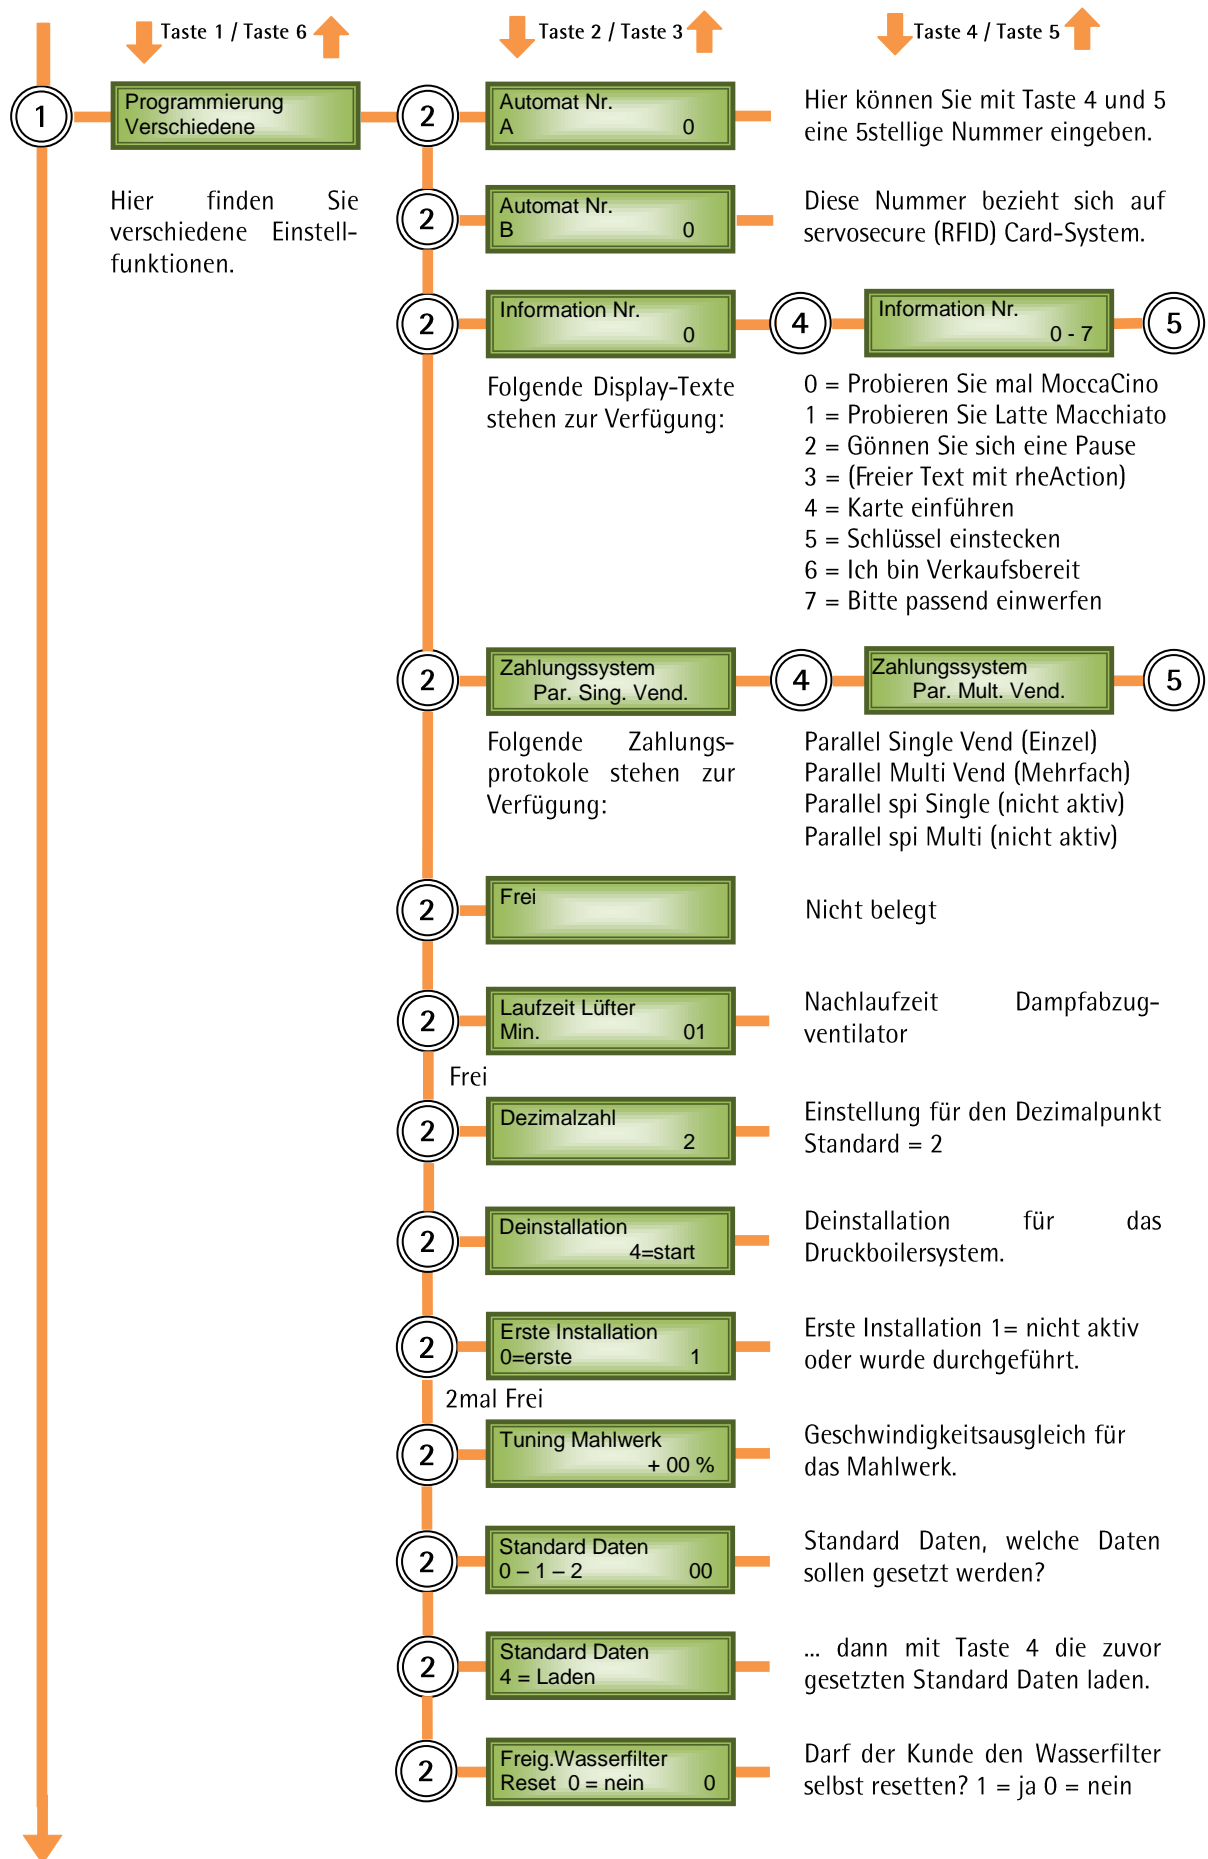 Taste 1 / Taste 6
Taste 2 / Taste 3
Taste 4 / Taste 5
1
Programmierung
Verschiedene
Hier finden Sie
verschiedene Einstell-
funktionen.
2
Automat Nr.
A 0
Hier können Sie mit Taste 4 und 5
eine 5stellige Nummer eingeben.
2
Automat Nr.
B 0
Diese Nummer bezieht sich auf
servosecure (RFID) Card-System.
2
Information Nr.
0
4
Information Nr.
0 - 7
5
Folgende Display-Texte
stehen zur Verfügung:
0 = Probieren Sie mal MoccaCino
1 = Probieren Sie Latte Macchiato
2 = Gönnen Sie sich eine Pause
3 = (Freier Text mit rheAction)
4 = Karte einführen
5 = Schlüssel einstecken
6 = Ich bin Verkaufsbereit
7 = Bitte passend einwerfen
2
Zahlungssystem
Par. Sing. Vend.
4
Zahlungssystem
Par. Mult. Vend.
5
Folgende Zahlungs-
protokole stehen zur
Verfügung:
Parallel Single Vend (Einzel)
Parallel Multi Vend (Mehrfach)
Parallel spi Single (nicht aktiv)
Parallel spi Multi (nicht aktiv)
2
Frei
Nicht belegt
2
Laufzeit Lüfter
Min. 01
Nachlaufzeit Dampfabzug-
ventilator
Frei
2
Dezimalzahl
2
Einstellung für den Dezimalpunkt
Standard = 2
2
Deinstallation
4=start
Deinstallation für das
Druckboilersystem.
2
Erste Installation
0=erste 1
Erste Installation 1= nicht aktiv
oder wurde durchgeführt.
2mal Frei
2
Tuning Mahlwerk
+ 00 %
Geschwindigkeitsausgleich für
das Mahlwerk.
2
Standard Daten
0 – 1 – 2 00
Standard Daten, welche Daten
sollen gesetzt werden?
2
Standard Daten
4 = Laden
... dann mit Taste 4 die zuvor
gesetzten Standard Daten laden.
2
Freig.Wasserfilter
Reset 0 = nein 0
Darf der Kunde den Wasserfilter
selbst resetten? 1 = ja 0 = nein